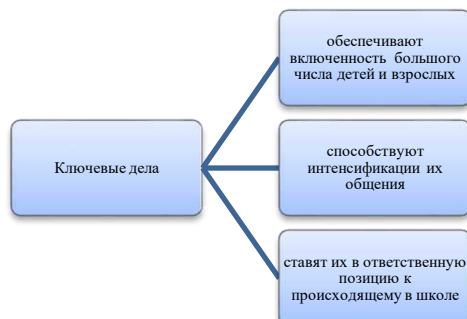 Ключевые дела
обеспечивают
включенность большого
числа детей и взрослых
способствуют
интенсификации их
общения
ставят их в ответственную
позицию к
происходящему в школе